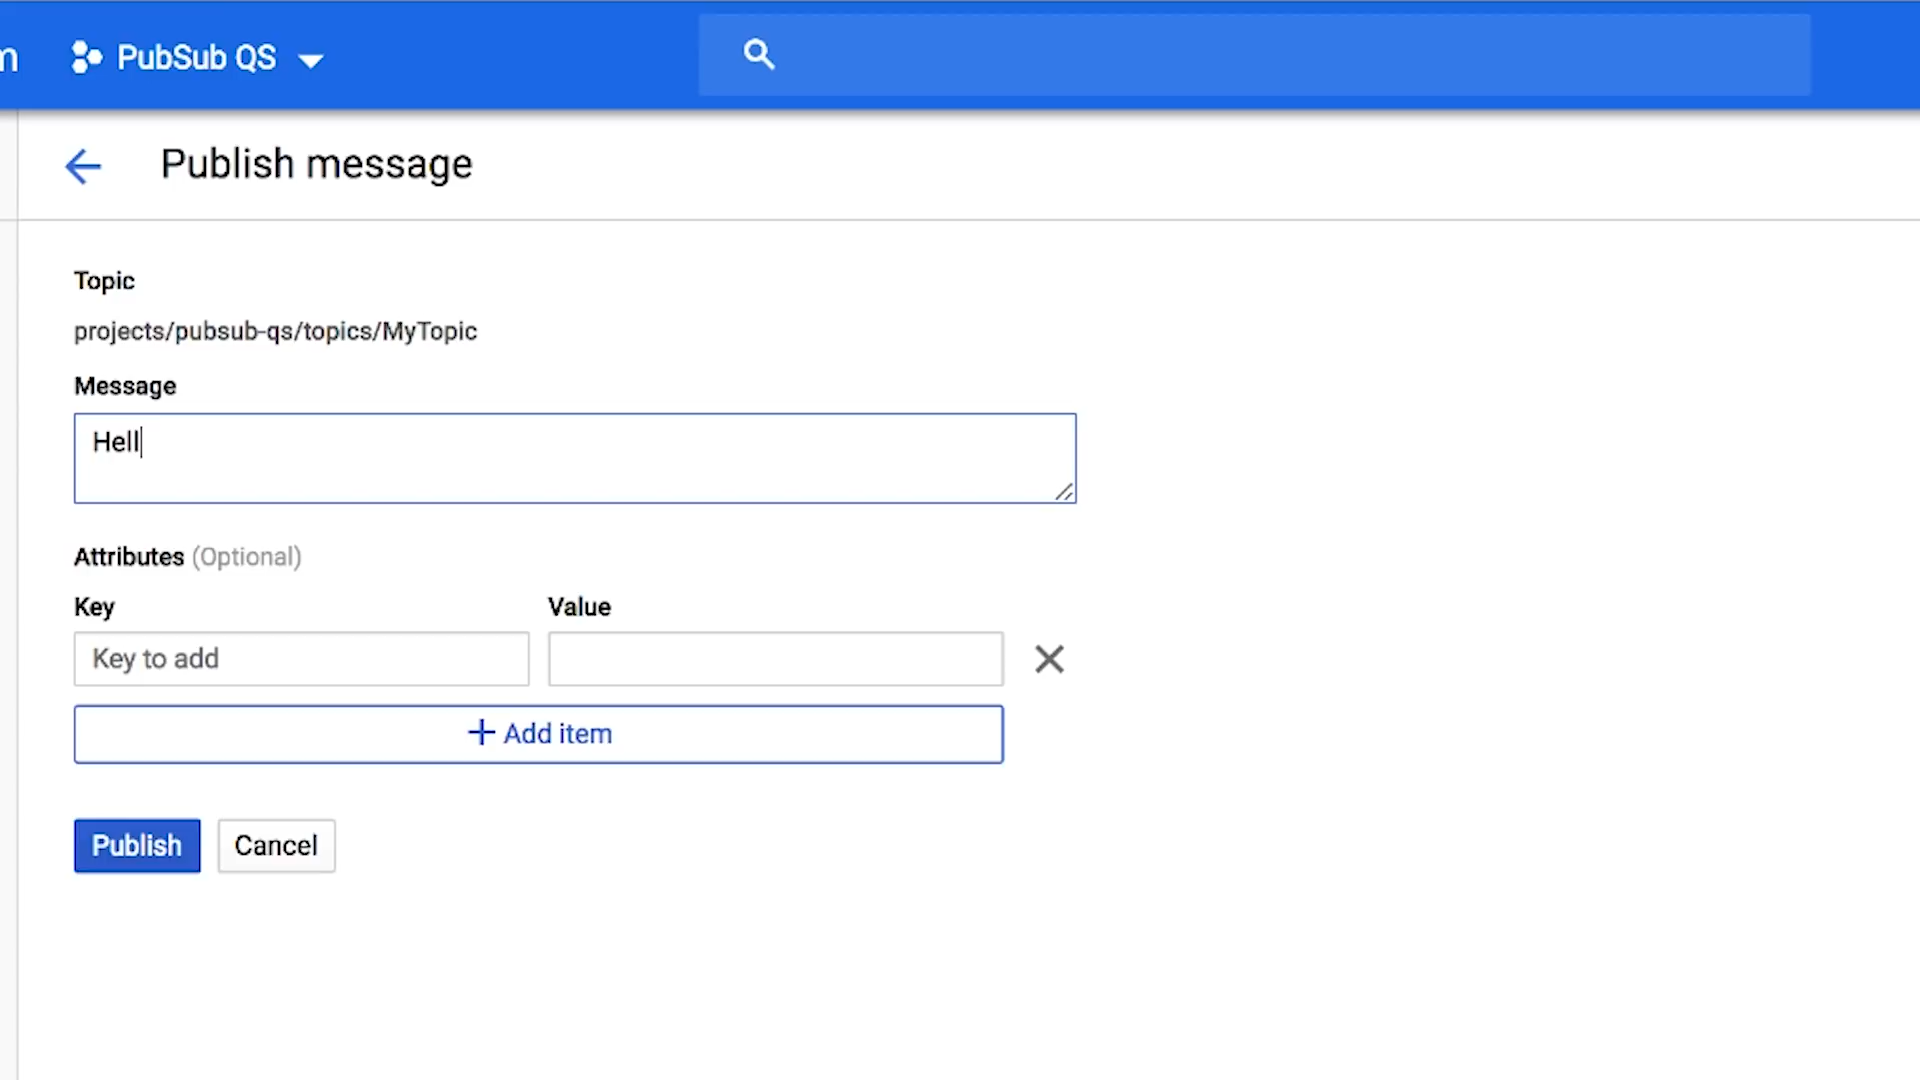 m PubSub QS
Publish message
Topic
projects/pubsub-qs/topics/MyTopic
Message
Hell
Attributes (Optional)
Key Value
Key to add
Add item
Publish Cancel